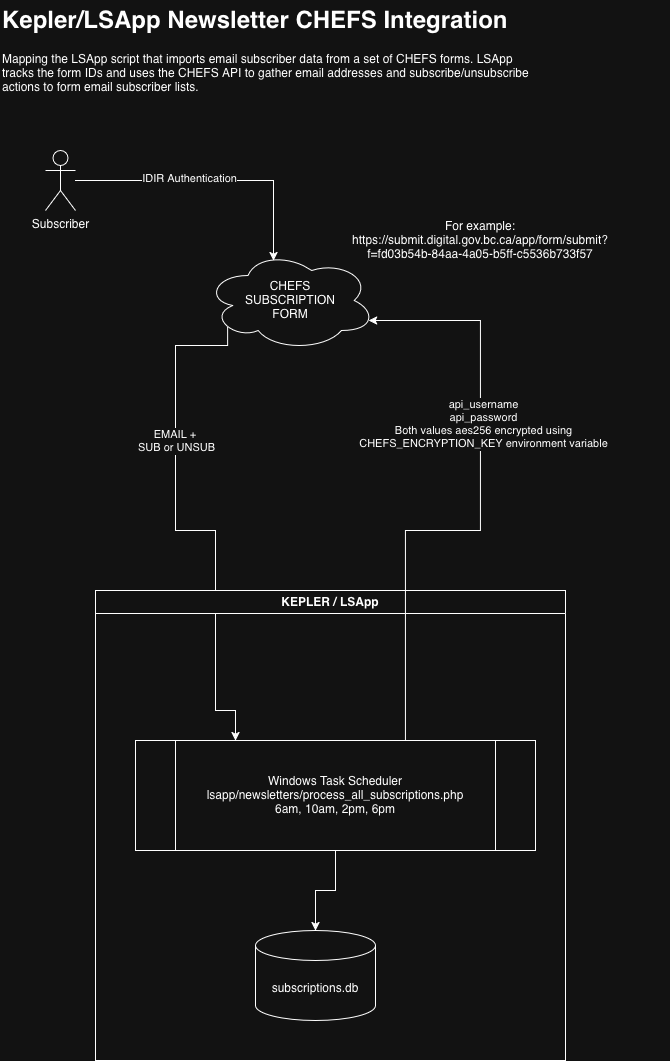 Kepler/LSApp Newsletter CHEFS Integration
Mapping the LSApp script that imports email subscriber data from a set of CHEFS forms. LSApp
tracks the form IDs and uses the CHEFS API to gather email addresses and subscribe/unsubscribe
actions to form email subscriber lists.
IDIR Authentication
Subscriber
For example:
https://submit.digital.gov.bc.ca/app/form/submit?
f=fd03b54b-84aa-4a05-b5ff-c5536b733f57
CHEFS
SUBSCRIPTION
FORM
api_username
api_password
Both values aes256 encrypted using
CHEFS_ENCRYPTION_KEY environment variable
EMAIL +
SUB or UNSUB
KEPLER / LSApp
Windows Task Scheduler
lsapp/newsletters/process_all_subscriptions.php
6am, 10am, 2pm, 6pm
subscriptions.db